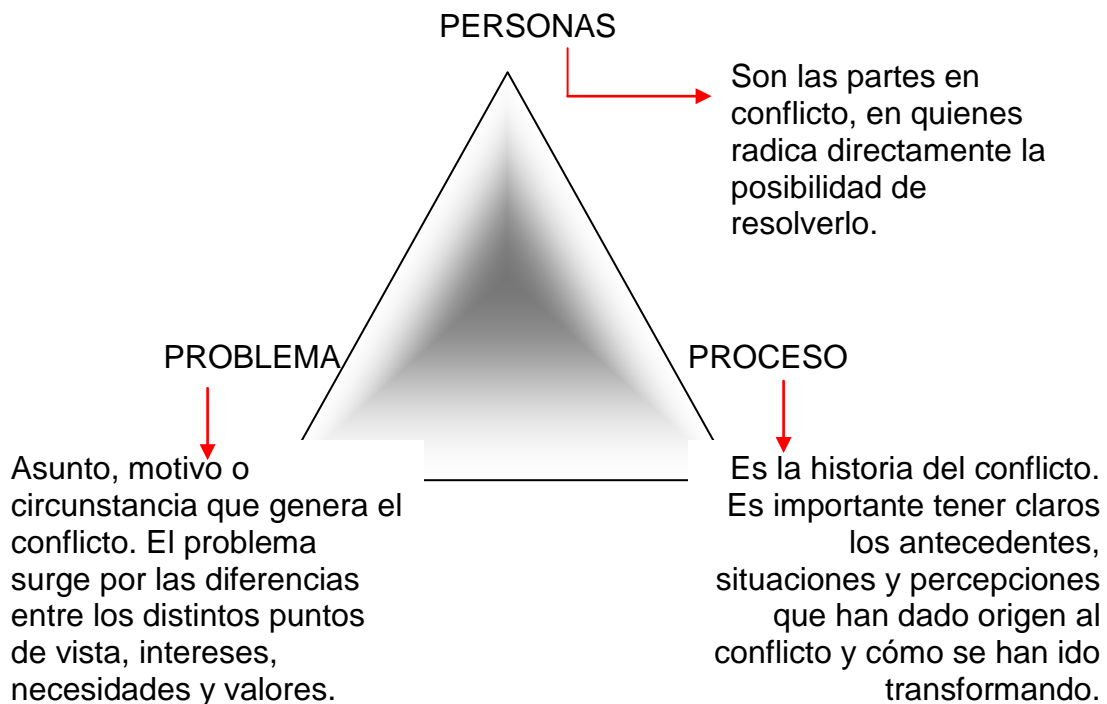 PERSONAS
Son las partes en
conflicto, en quienes
radica directamente la
posibilidad de
resolverlo.
PROBLEMA
Asunto, motivo o
circunstancia que genera el
conflicto. El problema
surge por las diferencias
entre los distintos puntos
de vista, intereses,
necesidades y valores.
PROCESO
Es la historia del conflicto.
Es importante tener claros
los antecedentes,
situaciones y percepciones
que han dado origen al
conflicto y cómo se han ido
transformando.